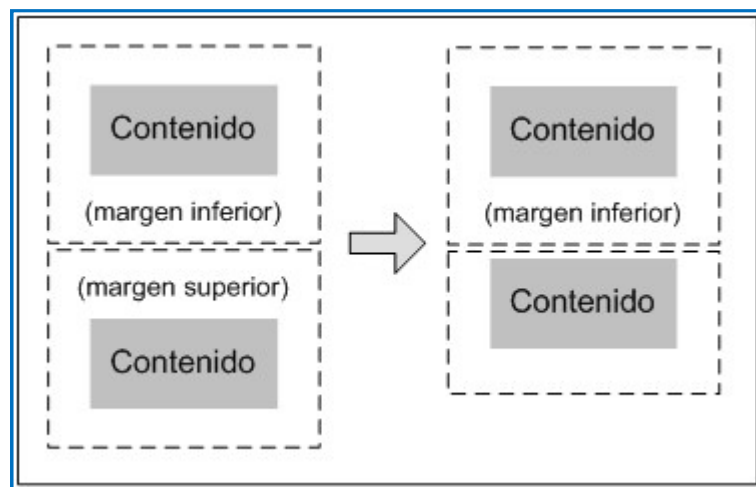 Contenido
(margen inferior)
(margen superior)
Contenido
Contenido
(margen inferior)
Contenido